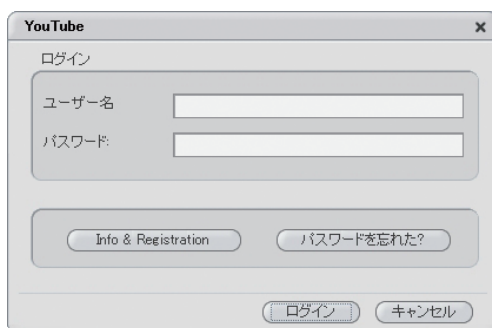 YouTube
ログイン
ユーザー名
パスワード:
Info & Registration
パスワードを忘れた?
ログイン
キャンセル